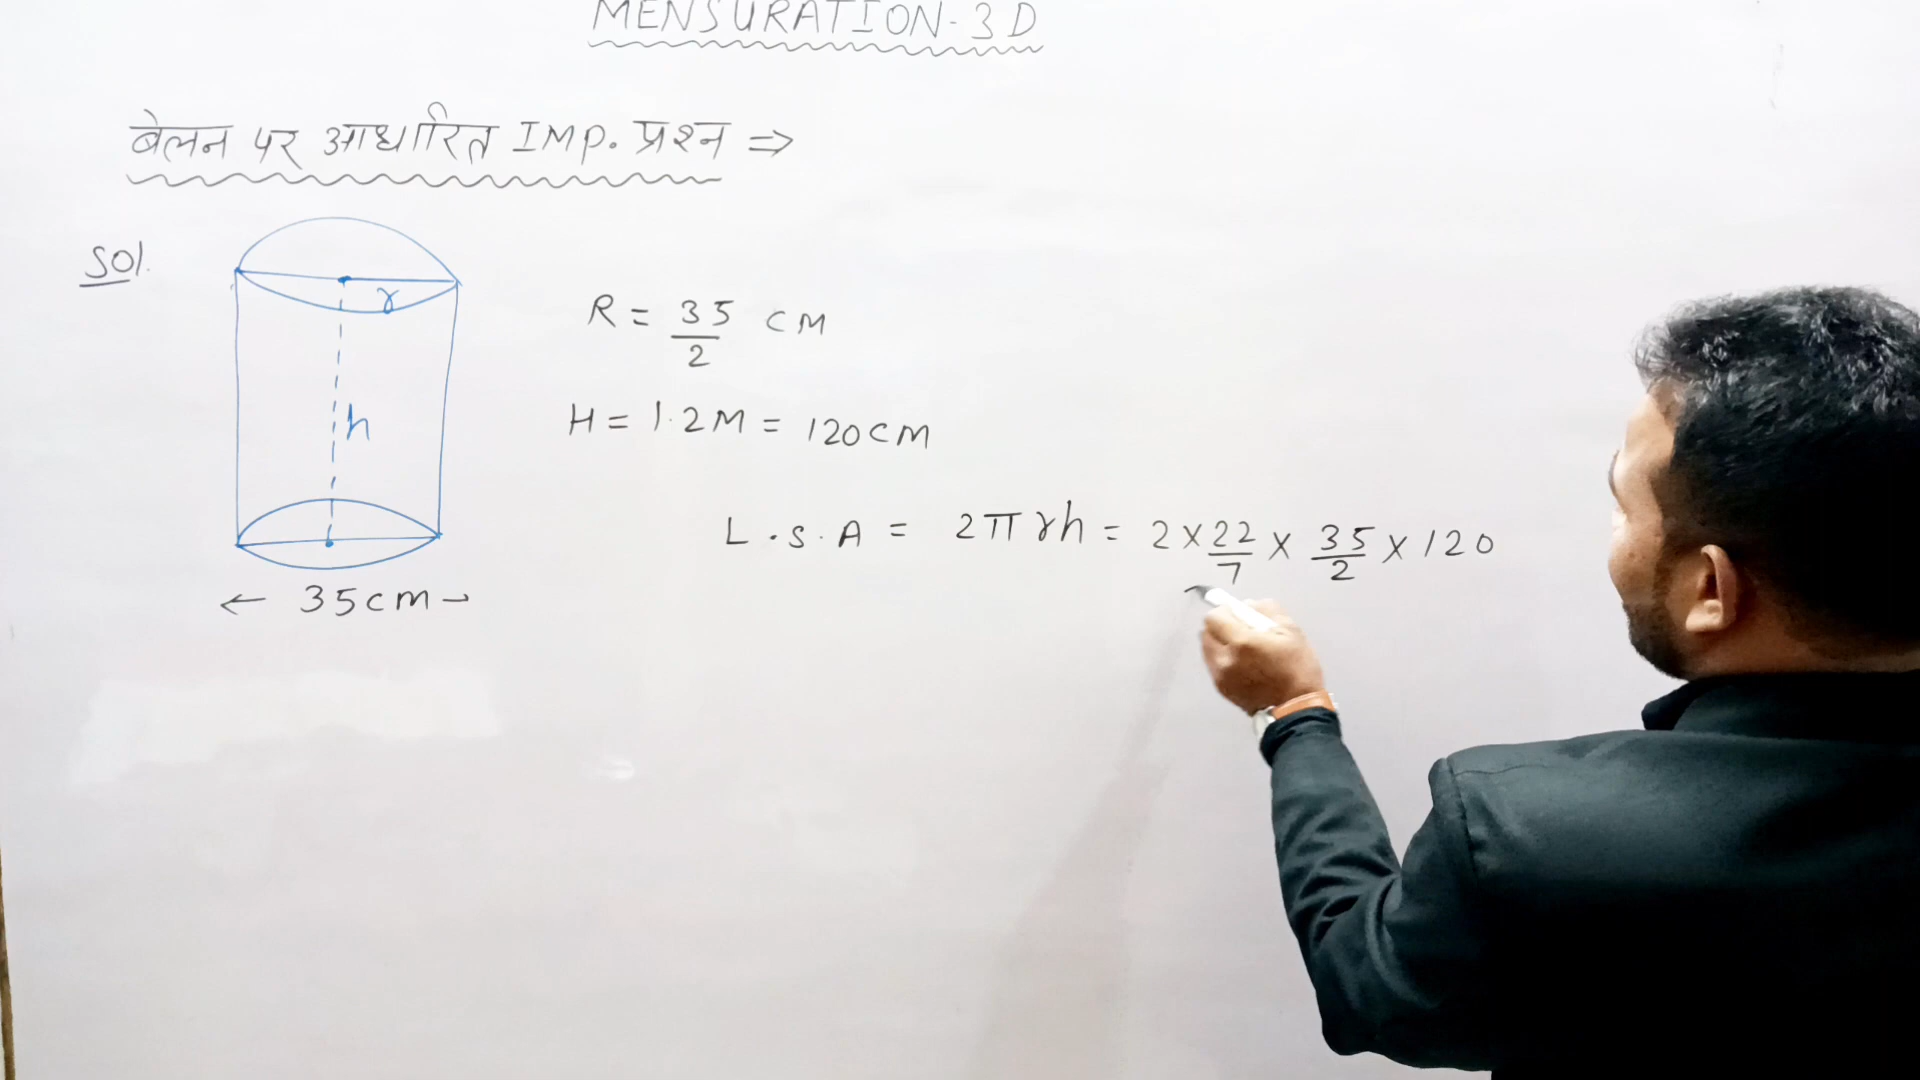 MENSURATION-3D
बेलन पर आधारित IMP. प्रश्न ⇒
Sol.
r
h
← 35cm→
R = 35/2 CM
H = 1.2M = 120CM
L.S.A = 2πrh = 2×22/7 × 35/2 × 120